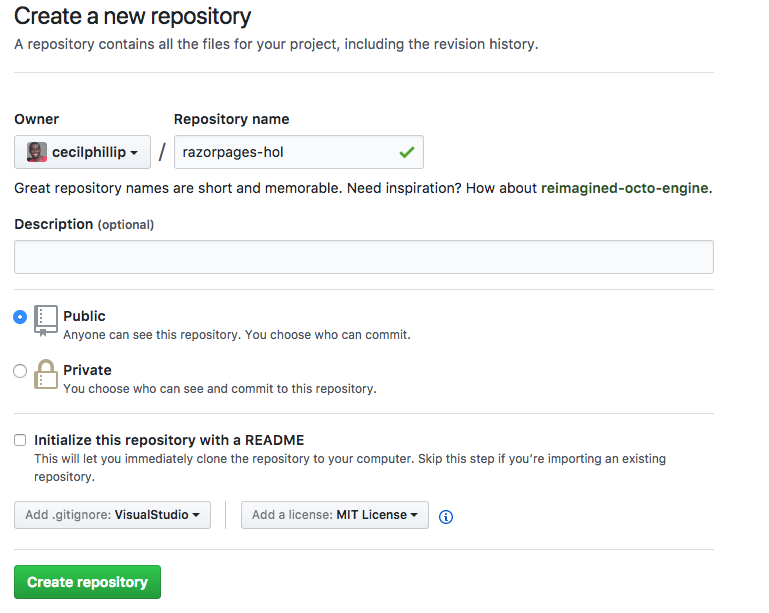 Create a new repository
A repository contains all the files for your project, including the revision history.
Owner
Repository name
cecilphillip / razorpages-hol
Great repository names are short and memorable. Need inspiration? How about reimagined-octo-engine.
Description (optional)
Public
Anyone can see this repository. You choose who can commit.
Private
You choose who can see and commit to this repository.
Initialize this repository with a README
This will let you immediately clone the repository to your computer. Skip this step if you’re importing an existing
repository.
Add .gitignore: VisualStudio
Add a license: MIT License
Create repository